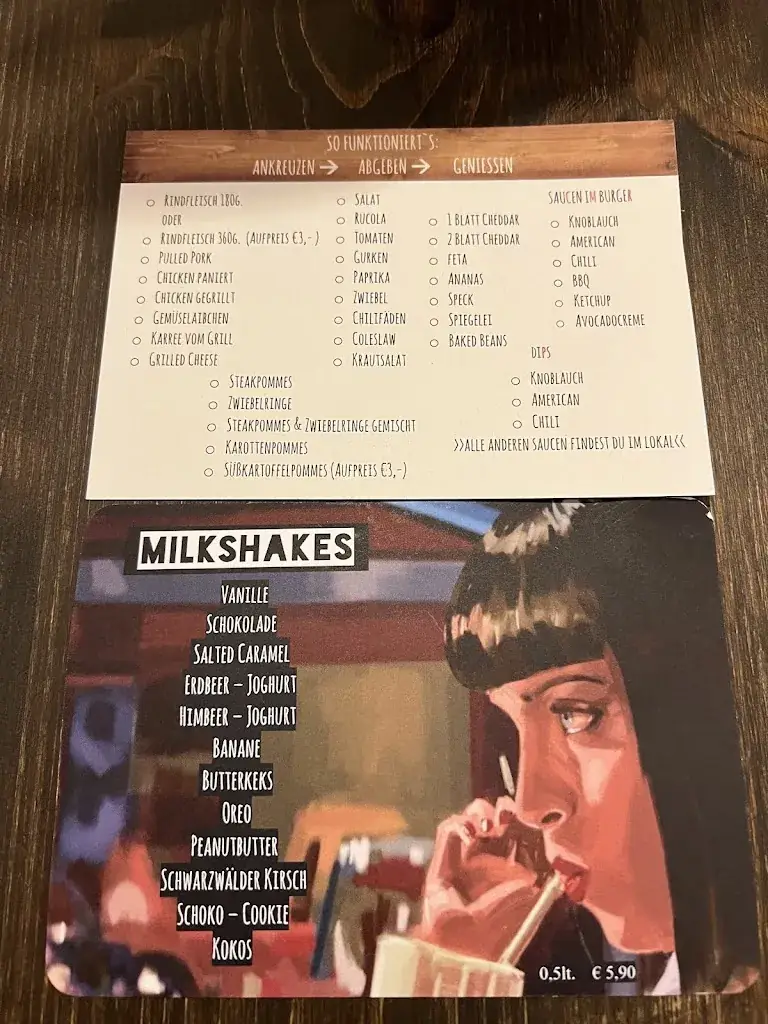 SO FUNKTIONIERT`S:
ANKREUZEN → ABGEBEN → GENIESSEN
RINDFLEISCH 180G.
ODER
RINDFLEISCH 360G. (AUFPREIS €3,-)
PULLED PORK
CHICKEN PANIERT
CHICKEN GEGRILLT
GEMÜSELAIBCHEN
KARREE VOM GRILL
GRILLED CHEESE
SALAT
RUCOLA
TOMATEN
GURKEN
PAPRIKA
ZWIEBEL
CHILIFÄDEN
COLESLAW
KRAUTSALAT
1 BLATT CHEDDAR
2 BLATT CHEDDAR
FETA
ANANAS
SPECK
SPIEGELEI
BAKED BEANS
SAUCEN IM BURGER
KNOBLAUCH
AMERICAN
CHILI
BBQ
KETCHUP
AVOCADOCREME
STEAKPOMMES
ZWIEBELRINGE
STEAKPOMMES & ZWIEBELRINGE GEMISCHT
KAROTTENPOMMES
SÜßKARTOFFELPOMMES (AUFPREIS €3,-)
DIPS
KNOBLAUCH
AMERICAN
CHILI
>>ALLE ANDEREN SAUCEN FINDEST DU IM LOKAL<<
MILKSHAKES
VANILLE
SCHOKOLADE
SALTED CARAMEL
ERDBEER – JOGHURT
HIMBEER – JOGHURT
BANANE
BUTTERKEKS
OREO
PEANUTBUTTER
SCHWARZWÄLDER KIRSCH
SCHOKO – COOKIE
KOKOS
0,5lt. € 5,90